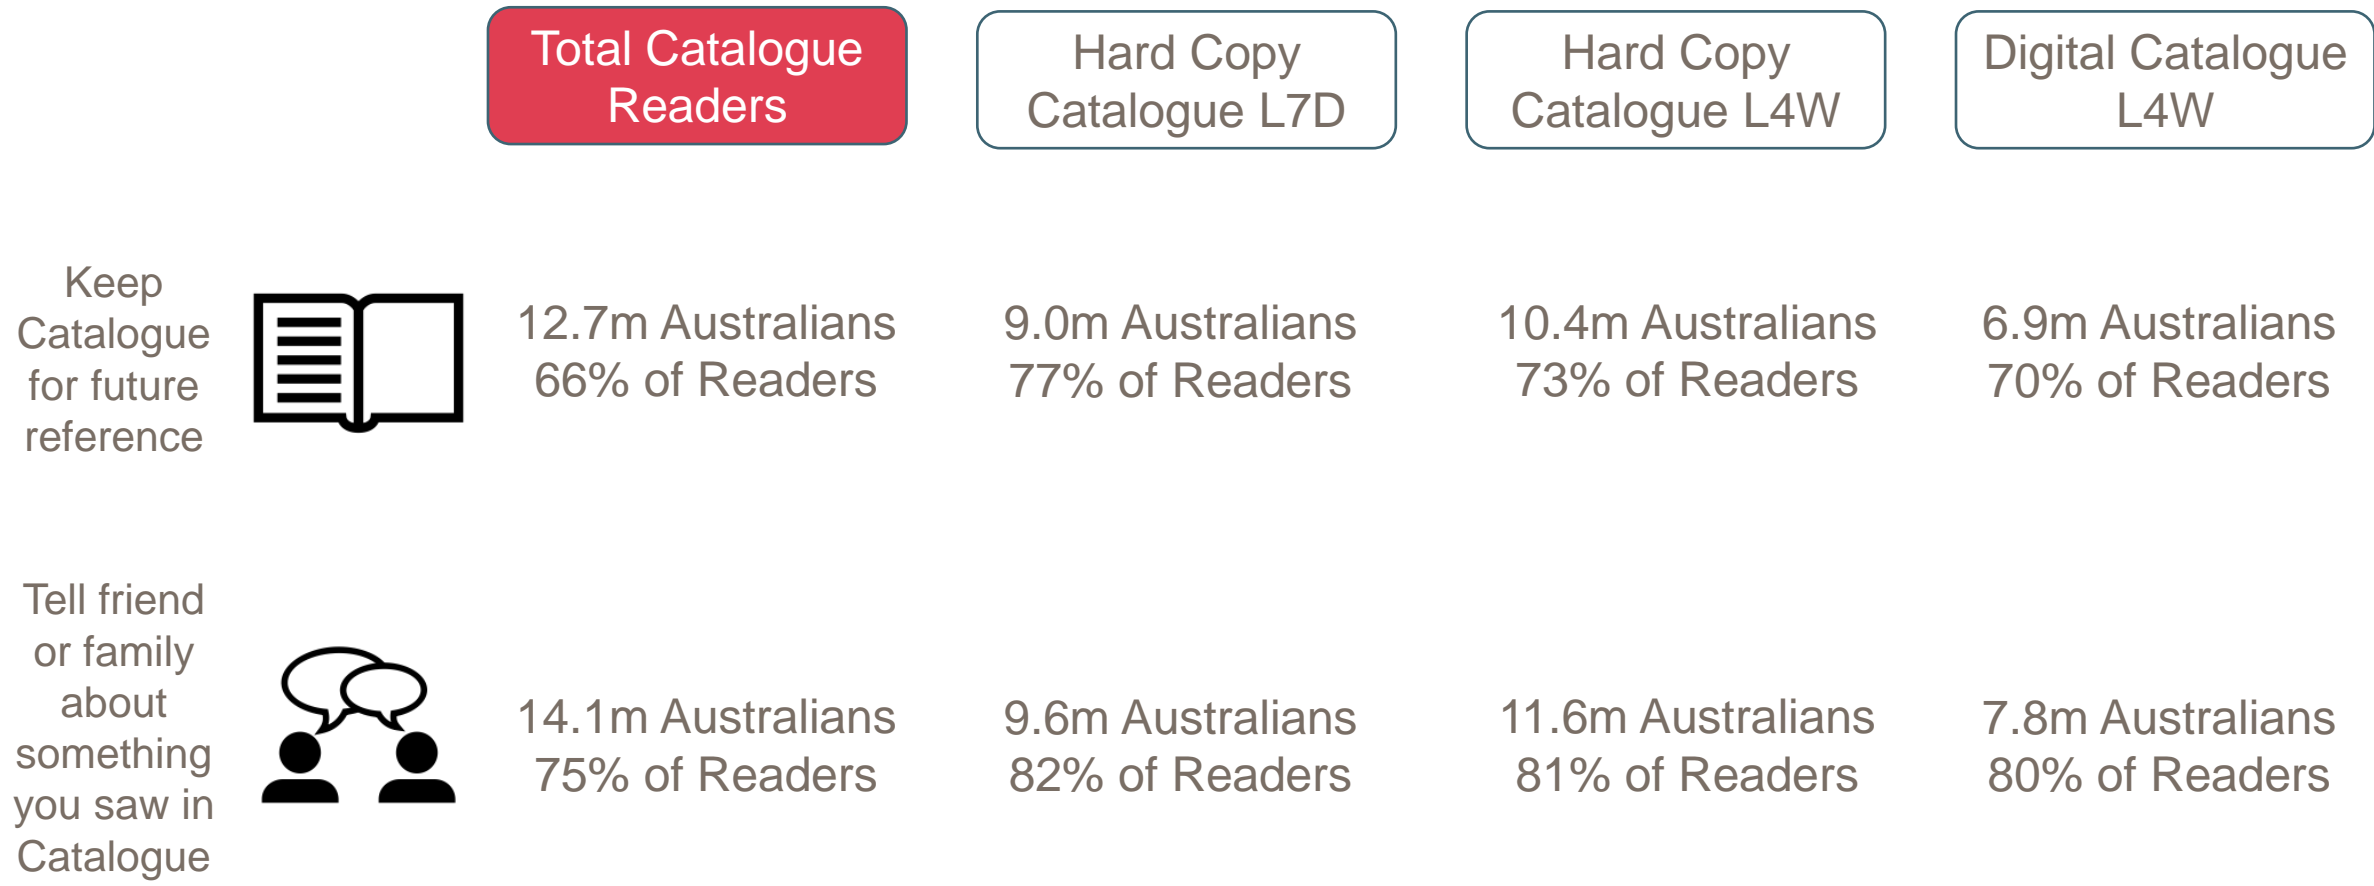 Total Catalogue
Readers
Hard Copy
Catalogue L7D
Hard Copy
Catalogue L4W
Digital Catalogue
L4W
Keep
Catalogue
for future
reference
12.7m Australians
66% of Readers
9.0m Australians
77% of Readers
10.4m Australians
73% of Readers
6.9m Australians
70% of Readers
Tell friend
or family
about
something
you saw in
Catalogue
14.1m Australians
75% of Readers
9.6m Australians
82% of Readers
11.6m Australians
81% of Readers
7.8m Australians
80% of Readers